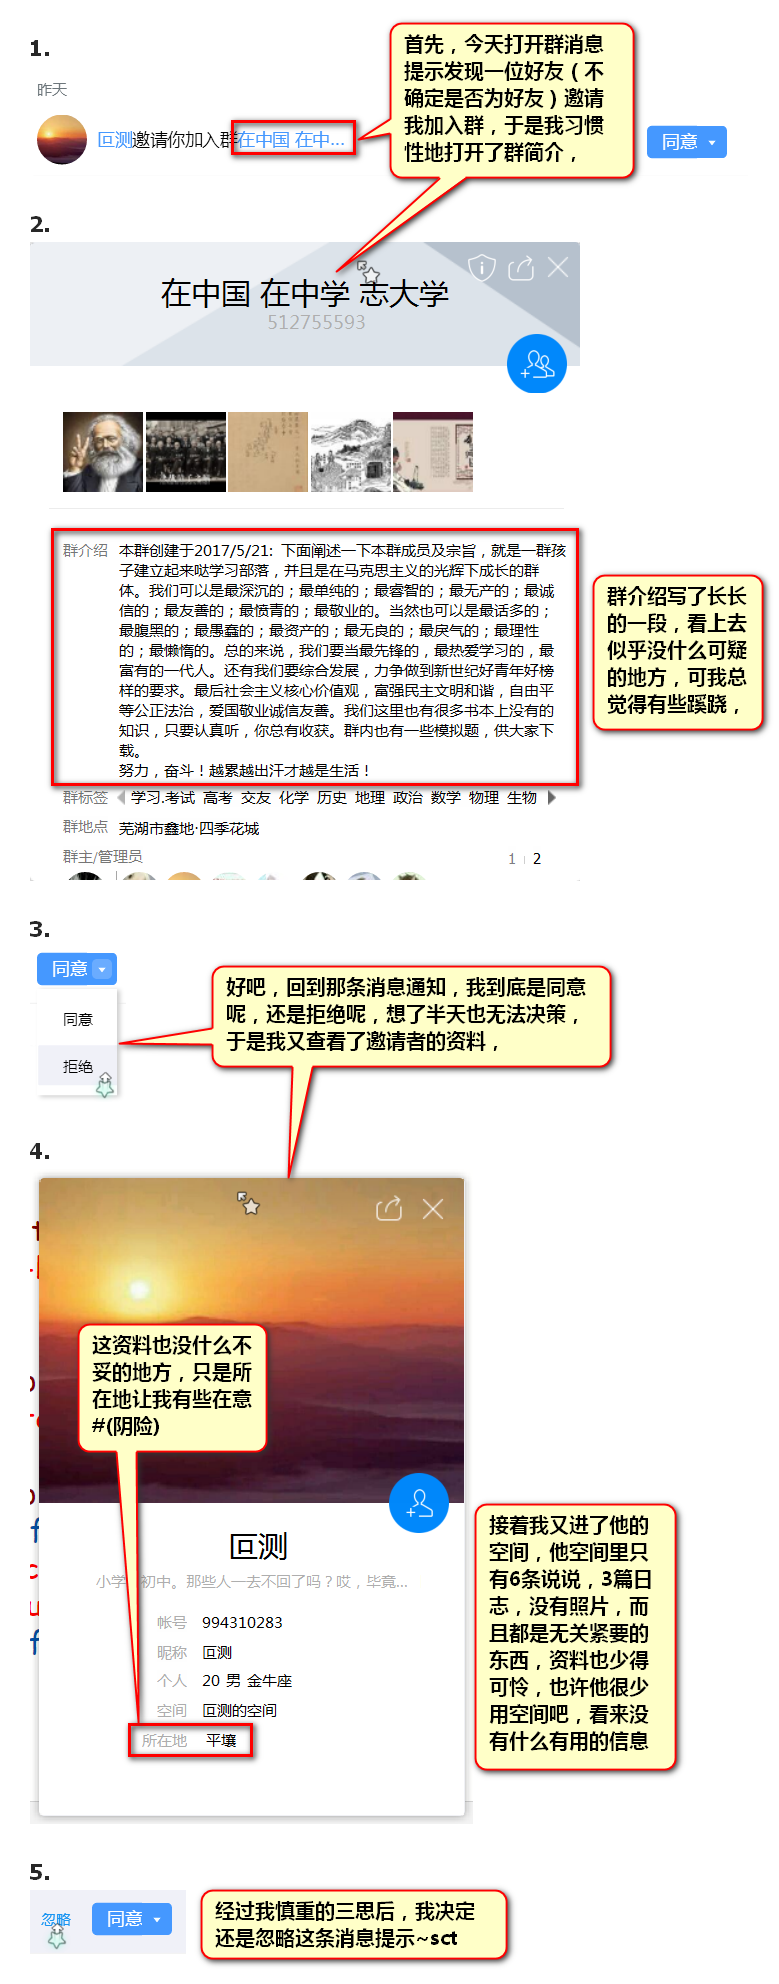 1.
昨天
叵测邀请你加入群在中国 在中...
同意
首先，今天打开群消息
提示发现一位好友（不
确定是否为好友）邀请
我加入群，于是我习惯
性地打开了群简介，
2.
在中国 在中学 志大学
512755593
群介绍
本群创建于2017/5/21：下面阐述一下本群成员及宗旨，就是一群孩
子建立起来哒学习部落，并且是在马克思主义的光辉下成长的群
体。我们可以是最深沉的；最单纯的；最睿智的；最无产的；最诚
信的；最友善的；最愤青的；最敬业的。当然也可以是最话多的；
最腹黑的；最愚蠢的；最资产的；最无良的；最戾气的；最理性
的；最懒惰的。总的来说，我们要当最先锋的，最热爱学习的，最
富有的一代人。还有我们要综合发展，力争做到新世纪好青年好榜
样的要求。最后社会主义核心价值观，富强民主文明和谐，自由平
等公正法治，爱国敬业诚信友善。我们这里也有很多书本上没有的
知识，只要认真听，你总有收获。群内也有一些模拟题，供大家下
载。
努力，奋斗！越累越出汗才越是生活！
群介绍写了长长
的一段，看上去
似乎没什么可疑
的地方，可我总
觉得有些蹊跷，
群标签 学习.考试 高考 交友 化学 历史 地理 政治 数学 物理 生物
群地点 芜湖市鑫地·四季花城
群主/管理员
1 2
3.
同意
同意
拒绝
好吧，回到那条消息通知，我到底是同意
呢，还是拒绝呢，想了半天也无法决策，
于是我又查看了邀请者的资料，
4.
这资料也没什么不
妥的地方，只是所
在地让我有些在意
#(阴险)
叵测
小学 初中。那些人一去不回了吗？哎，毕竟...
帐号 994310283
昵称 叵测
个人 20 男 金牛座
空间 叵测的空间
所在地 平壤
接着我又进了他的
空间，他空间里只
有6条说说，3篇日
志，没有照片，而
且都是无关紧要的
东西，资料也少得
可怜，也许他很少
用空间吧，看来没
有什么有用的信息
5.
忽略
同意
经过我慎重的三思后，我决定
还是忽略这条消息提示~sct